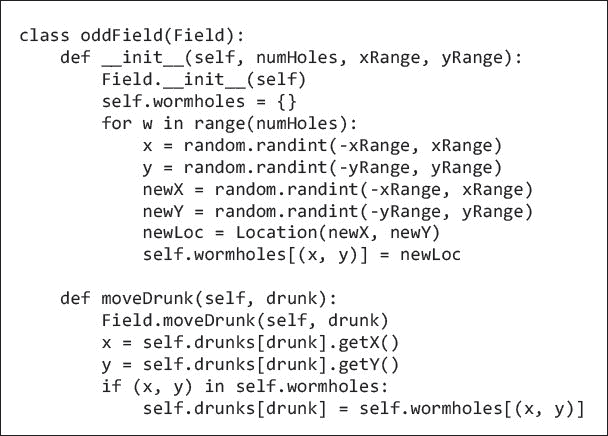 class oddField(Field):
    def __init__(self, numHoles, xRange, yRange):
        Field.__init__(self)
        self.wormholes = {}
        for w in range(numHoles):
            x = random.randint(-xRange, xRange)
            y = random.randint(-yRange, yRange)
            newX = random.randint(-xRange, xRange)
            newY = random.randint(-yRange, yRange)
            newLoc = Location(newX, newY)
            self.wormholes[(x, y)] = newLoc

    def moveDrunk(self, drunk):
        Field.moveDrunk(self, drunk)
        x = self.drunks[drunk].getX()
        y = self.drunks[drunk].getY()
        if (x, y) in self.wormholes:
            self.drunks[drunk] = self.wormholes[(x, y)]